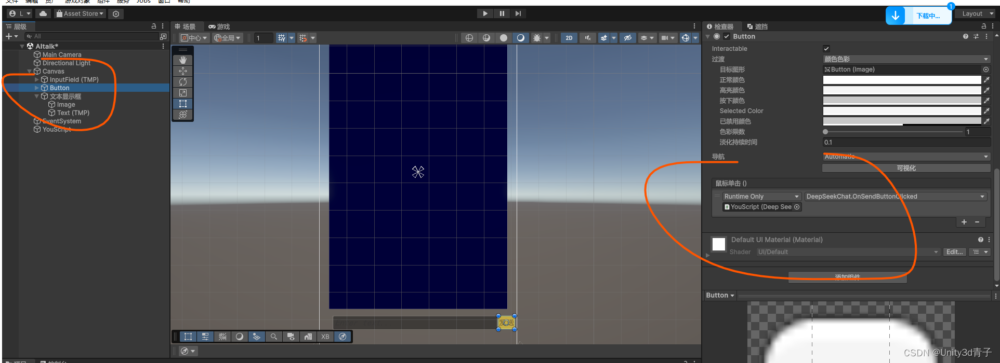 文件 编辑 资产 游戏对象 组件 服务 Jobs 窗口 帮助
L Asset Store
下载中... 1
Layout
层级
All
AItalk*
Main Camera
Directional Light
Canvas
InputField (TMP)
Button
文本显示框
Image
Text (TMP)
EventSystem
YouScript
场景 游戏
中心 全局 1 2D
发送
XB
检查器 遮挡
Button
Interactable
过渡 颜色色彩
目标图形 Button (Image)
正常颜色
高亮颜色
按下颜色
Selected Color
已禁用颜色
色彩乘数 1
淡化持续时间 0.1
导航 Automatic
可视化
鼠标单击 ()
Runtime Only DeepSeekChat.OnSendButtonClicked
YouScript (Deep See
Default UI Material (Material)
Shader UI/Default Edit...
添加组件
Button
CSDN @Unity3d青子